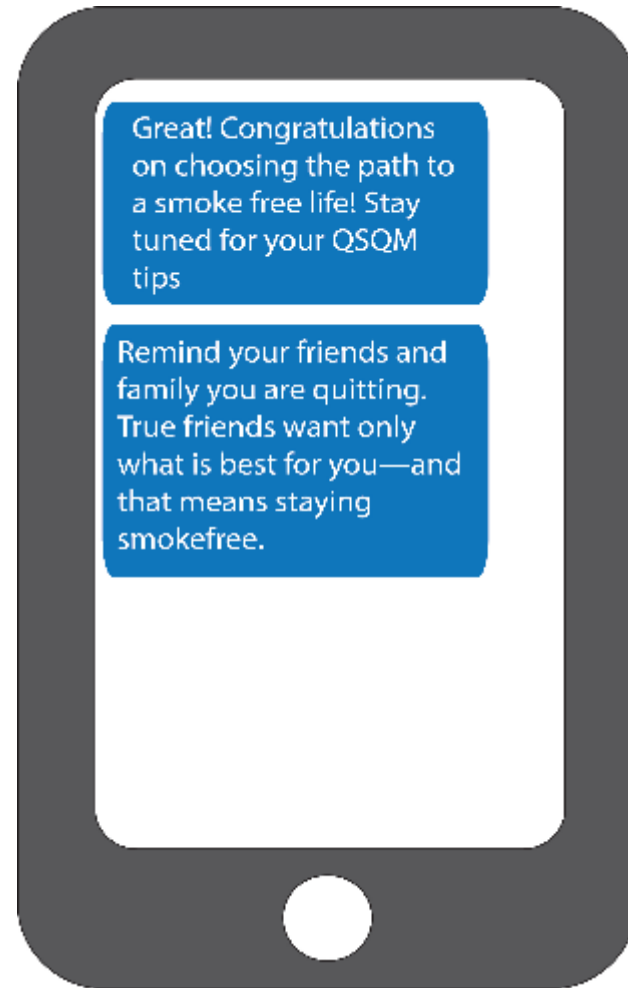 Great! Congratulations
on choosing the path to
a smoke free life! Stay
tuned for your QSQM
tips
Remind your friends and
family you are quitting.
True friends want only
what is best for you—and
that means staying
smokefree.